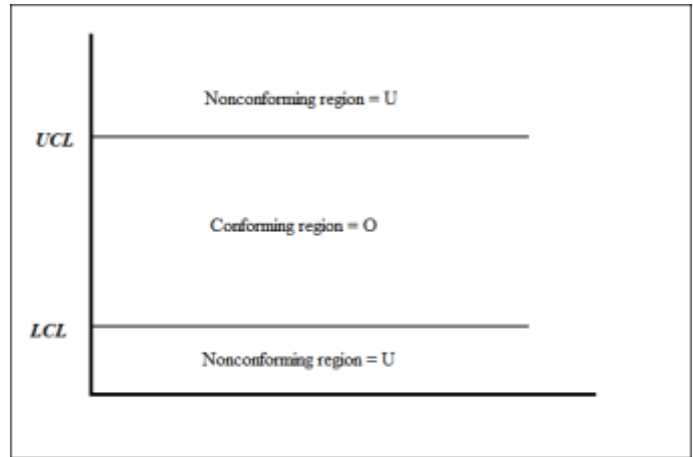 Nonconforming region = U
UCL
Conforming region = O
LCL
Nonconforming region = U